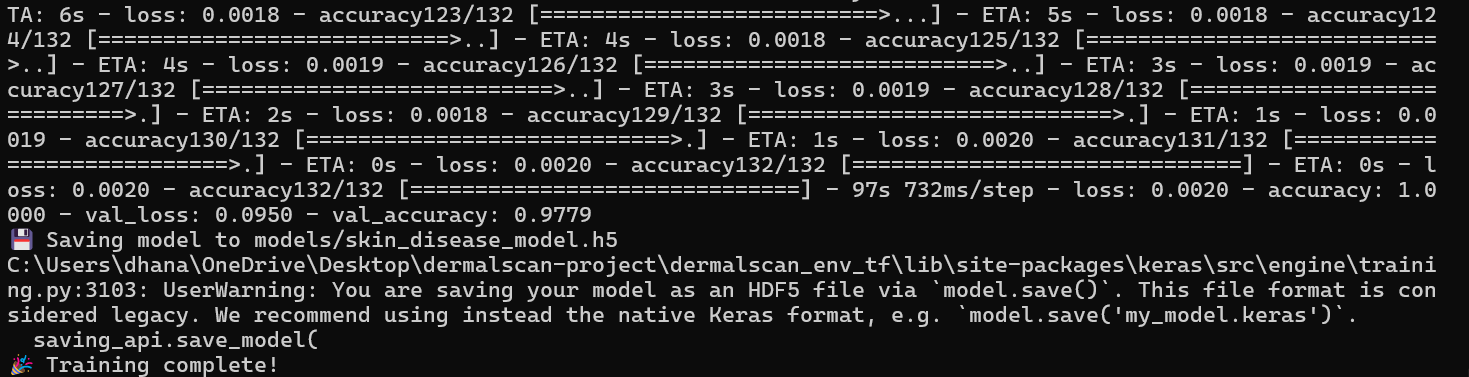 TA: 6s - loss: 0.0018 - accuracy123/132 [==========================>...] - ETA: 5s - loss: 0.0018 - accuracy12
4/132 [===========================>..] - ETA: 4s - loss: 0.0018 - accuracy125/132 [===========================
>..] - ETA: 4s - loss: 0.0019 - accuracy126/132 [===========================>..] - ETA: 3s - loss: 0.0019 - ac
curacy127/132 [===========================>..] - ETA: 3s - loss: 0.0019 - accuracy128/132 [===================
=========>.] - ETA: 2s - loss: 0.0018 - accuracy129/132 [============================>.] - ETA: 1s - loss: 0.0
019 - accuracy130/132 [============================>.] - ETA: 1s - loss: 0.0020 - accuracy131/132 [===========
=================>.] - ETA: 0s - loss: 0.0020 - accuracy132/132 [==============================] - ETA: 0s - l
oss: 0.0020 - accuracy132/132 [==============================] - 97s 732ms/step - loss: 0.0020 - accuracy: 1.0
000 - val_loss: 0.0950 - val_accuracy: 0.9779
💾 Saving model to models/skin_disease_model.h5
C:\Users\dhana\OneDrive\Desktop\dermalscan-project\dermalscan_env_tf\lib\site-packages\keras\src\engine\traini
ng.py:3103: UserWarning: You are saving your model as an HDF5 file via `model.save()`. This file format is con
sidered legacy. We recommend using instead the native Keras format, e.g. `model.save('my_model.keras')`.
  saving_api.save_model(
🎉 Training complete!